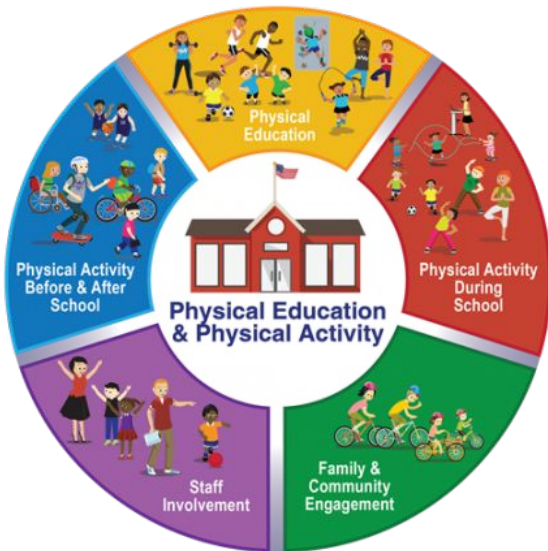 Physical
Education
Physical Activity
Before & After
School
Physical Activity
During
School
Physical Education
& Physical Activity
Staff
Involvement
Family &
Community
Engagement